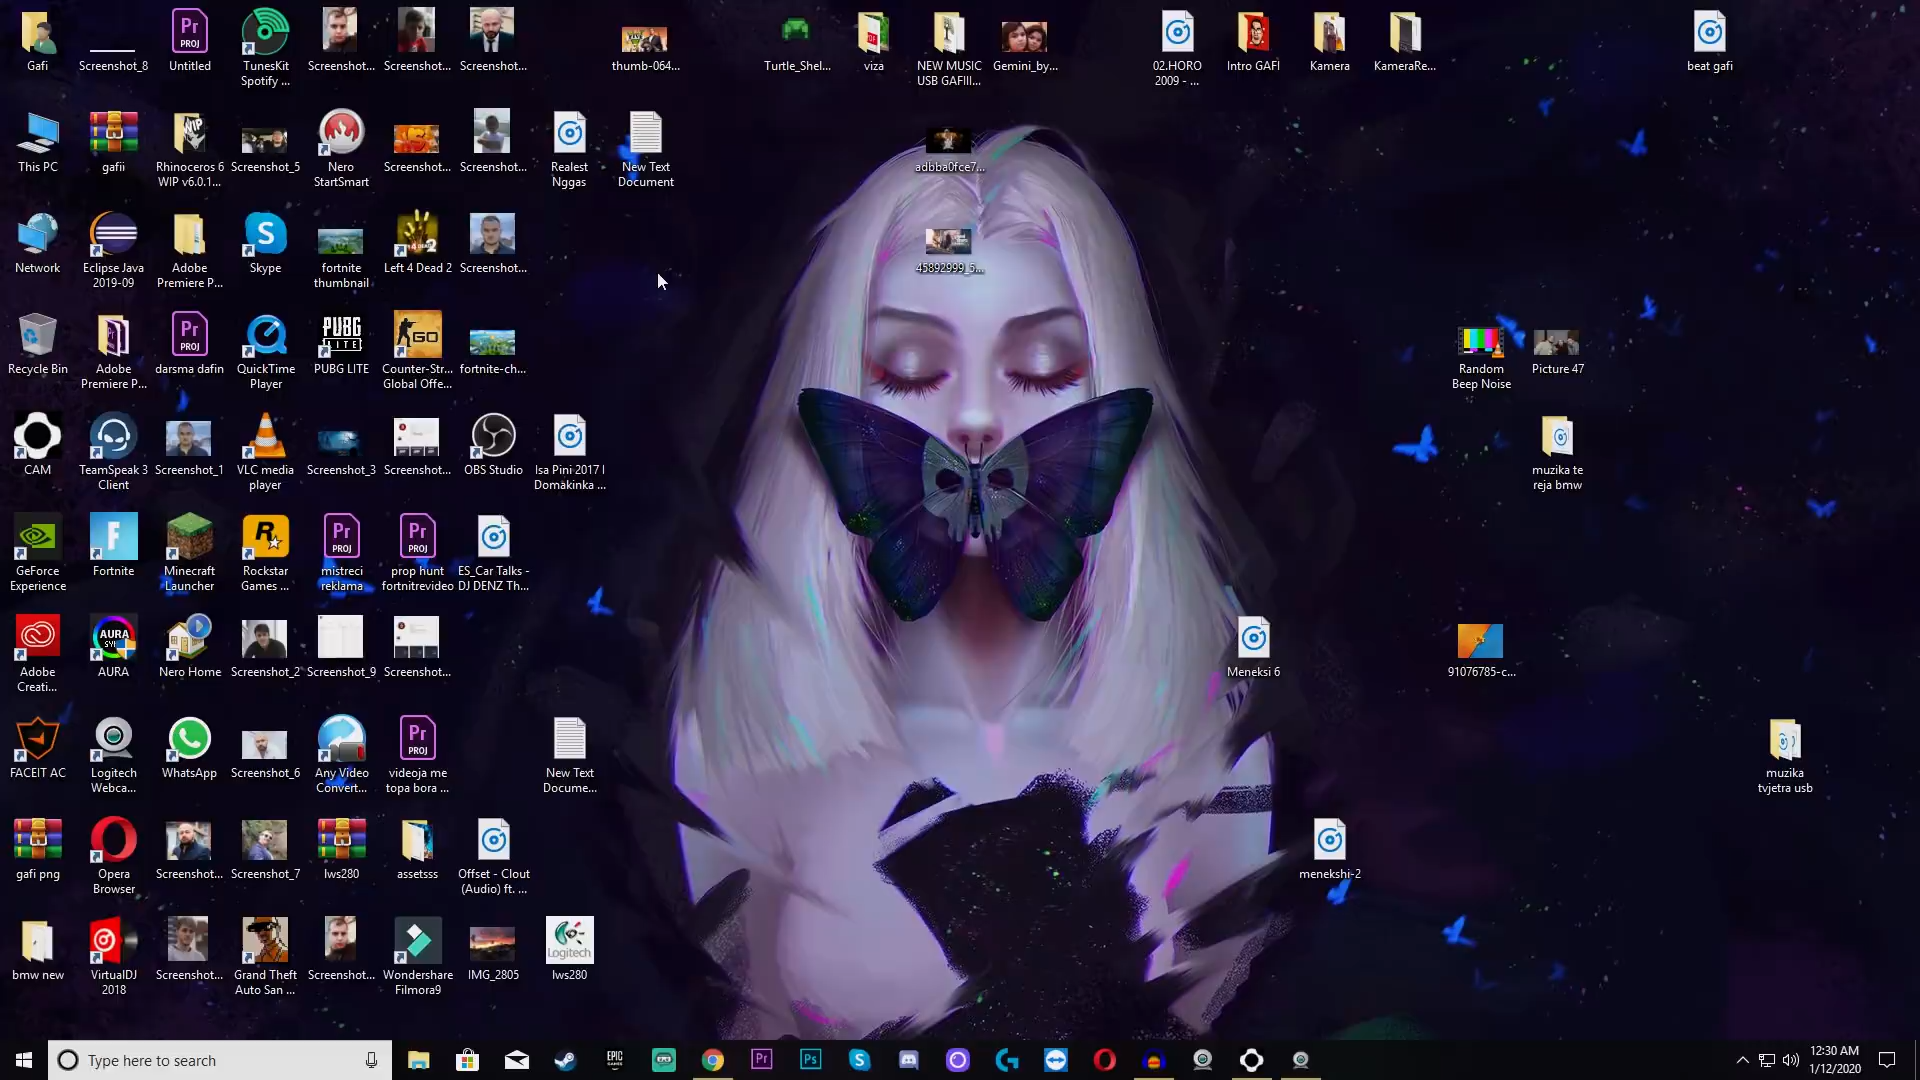 Gafi
Screenshot_8
Untitled
TunesKit
Spotify ...
Screenshot...
Screenshot...
Screenshot...
thumb-064...
Turtle_Shel...
viza
NEW MUSIC
USB GAFIII...
Gemini_by...
02.HORO
2009 - ...
Intro GAFI
Kamera
KameraRe...
beat gafi
This PC
gafii
Rhinoceros 6
WIP v6.0.1...
Screenshot_5
Nero
StartSmart
Screenshot...
Screenshot...
Realest
Nggas
New Text
Document
adbba0fce7...
Network
Eclipse Java
2019-09
Adobe
Premiere P...
Skype
fortnite
thumbnail
Left 4 Dead 2
Screenshot...
45892999_5...
Recycle Bin
Adobe
Premiere P...
darsma dafin
QuickTime
Player
PUBG LITE
Counter-Str...
Global Offe...
fortnite-ch...
Random
Beep Noise
Picture 47
CAM
TeamSpeak 3
Client
Screenshot_1
VLC media
player
Screenshot_3
Screenshot...
OBS Studio
Isa Pini 2017 l
Domakinka ...
muzika te
reja bmw
GeForce
Experience
Fortnite
Minecraft
Launcher
Rockstar
Games ...
mistreci
reklama
prop hunt
fortnitrevideo
ES_Car Talks -
DJ DENZ Th...
Adobe
Creati...
AURA
Nero Home
Screenshot_2
Screenshot_9
Screenshot...
Meneksi 6
91076785-c...
FACEIT AC
Logitech
Webca...
WhatsApp
Screenshot_6
Any Video
Convert...
videoja me
topa bora ...
New Text
Docume...
muzika
tvjetra usb
gafi png
Opera
Browser
Screenshot...
Screenshot_7
lws280
assetsss
Offset - Clout
(Audio) ft. ...
menekshi-2
bmw new
VirtualDJ
2018
Screenshot...
Grand Theft
Auto San ...
Screenshot...
Wondershare
Filmora9
IMG_2805
lws280
Type here to search
12:30 AM
1/12/2020